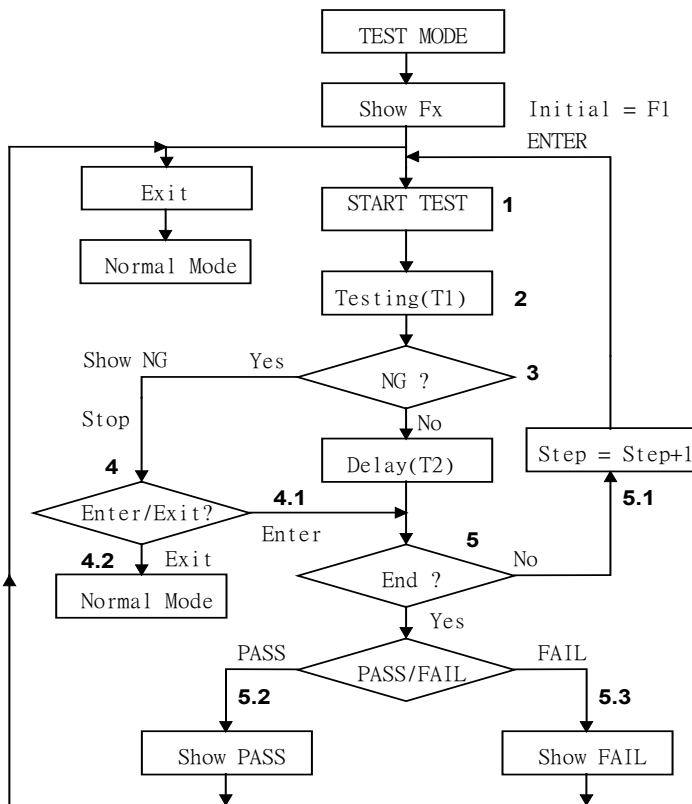 TEST MODE
Show Fx
Initial = F1
ENTER
Exit
START TEST
1
Normal Mode
Testing(T1)
2
Show NG
Yes
NG ?
3
Stop
No
Delay(T2)
Step = Step+1
4
4.1
5.1
Enter/Exit?
Enter
5
4.2
Exit
No
End ?
Normal Mode
Yes
PASS
FAIL
PASS/FAIL
5.2
5.3
Show PASS
Show FAIL